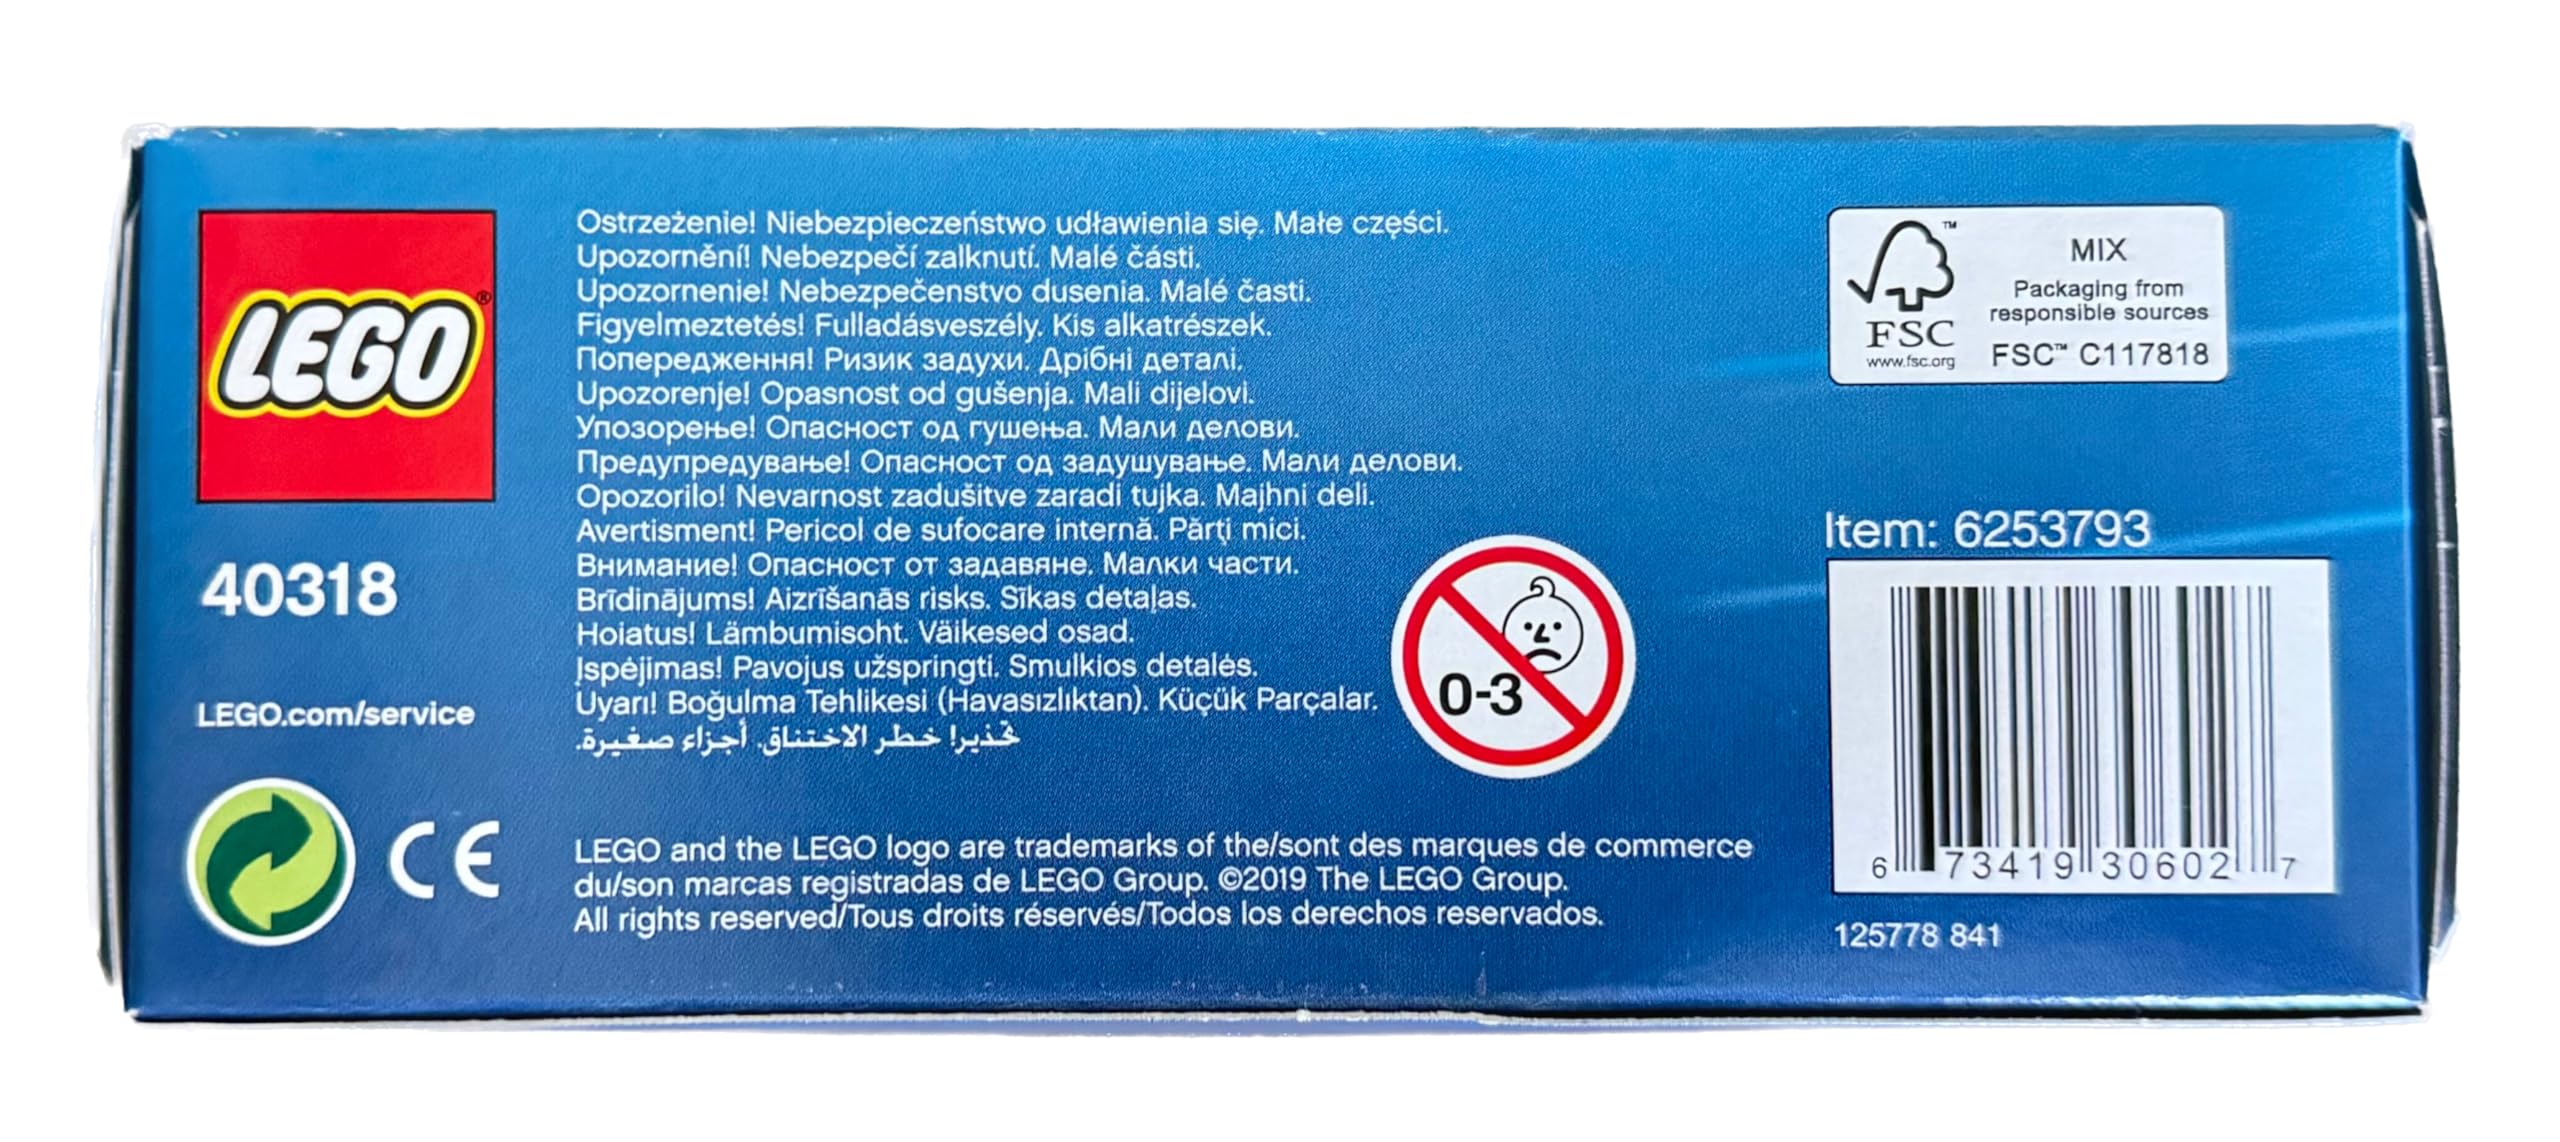 LEGO®
40318
LEGO.com/service
CE
Ostrzeżenie! Niebezpieczeństwo udławienia się. Małe części.
Upozornění! Nebezpečí zalknutí. Malé části.
Upozornenie! Nebezpečenstvo dusenia. Malé časti.
Figyelmeztetés! Fulladásveszély. Kis alkatrészek.
Попередження! Ризик задухи. Дрібні деталі.
Upozorenje! Opasnost od gušenja. Mali dijelovi.
Упозорење! Опасност од гушења. Мали делови.
Предупредување! Опасност од задушување. Мали делови.
Opozorilo! Nevarnost zadušitve zaradi tujka. Majhni deli.
Avertisment! Pericol de sufocare internă. Părţi mici.
Внимание! Опасност от задавяне. Малки части.
Brīdinājums! Aizrīšanās risks. Sīkas detaļas.
Hoiatus! Lämbumisoht. Väikesed osad.
Įspėjimas! Pavojus užspringti. Smulkios detalės.
Uyarı! Boğulma Tehlikesi (Havasızlıktan). Küçük Parçalar.
تحذير! خطر الاختناق. أجزاء صغيرة.
0-3
LEGO and the LEGO logo are trademarks of the/sont des marques de commerce
du/son marcas registradas de LEGO Group. ©2019 The LEGO Group.
All rights reserved/Tous droits réservés/Todos los derechos reservados.
FSC
www.fsc.org
™
MIX
Packaging from
responsible sources
FSC™ C117818
Item: 6253793
6 73419 30602 7
125778 841